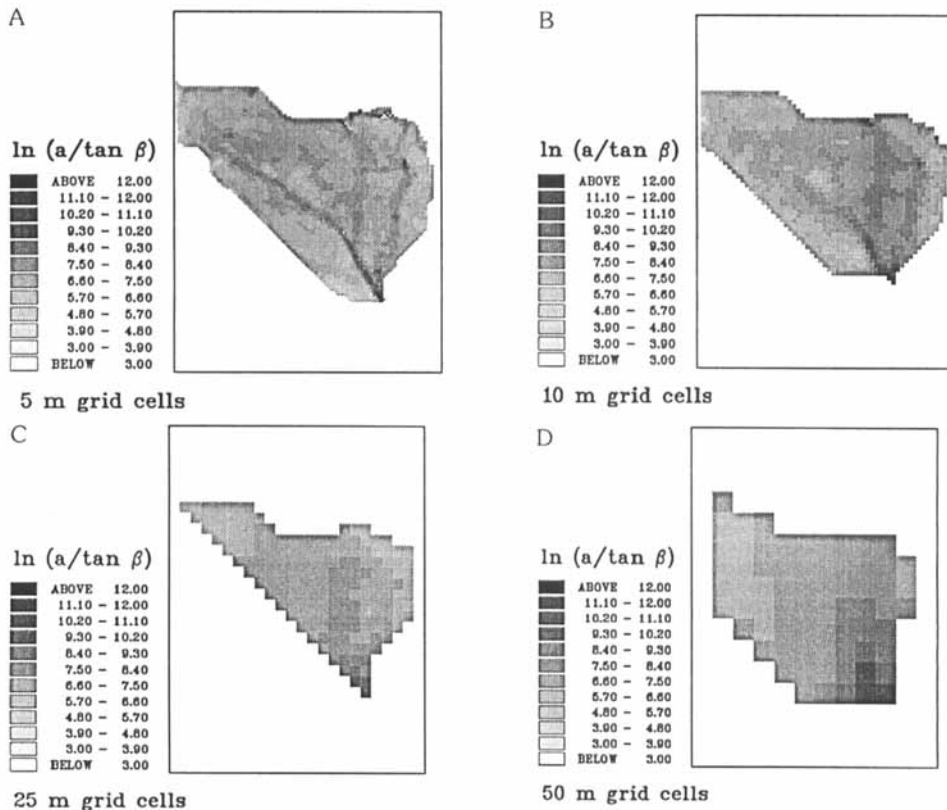 A
ln (a/tan β)
ABOVE 12.00
11.10 - 12.00
10.20 - 11.10
9.30 - 10.20
8.40 - 9.30
7.50 - 8.40
6.60 - 7.50
5.70 - 6.60
4.80 - 5.70
3.90 - 4.80
3.00 - 3.90
BELOW 3.00
5 m grid cells
B
ln (a/tan β)
ABOVE 12.00
11.10 - 12.00
10.20 - 11.10
9.30 - 10.20
8.40 - 9.30
7.50 - 8.40
6.60 - 7.50
5.70 - 6.60
4.80 - 5.70
3.90 - 4.80
3.00 - 3.90
BELOW 3.00
10 m grid cells
C
ln (a/tan β)
ABOVE 12.00
11.10 - 12.00
10.20 - 11.10
9.30 - 10.20
8.40 - 9.30
7.50 - 8.40
6.60 - 7.50
5.70 - 6.60
4.80 - 5.70
3.90 - 4.80
3.00 - 3.90
BELOW 3.00
25 m grid cells
D
ln (a/tan β)
ABOVE 12.00
11.10 - 12.00
10.20 - 11.10
9.30 - 10.20
8.40 - 9.30
7.50 - 8.40
6.60 - 7.50
5.70 - 6.60
4.80 - 5.70
3.90 - 4.80
3.00 - 3.90
BELOW 3.00
50 m grid cells